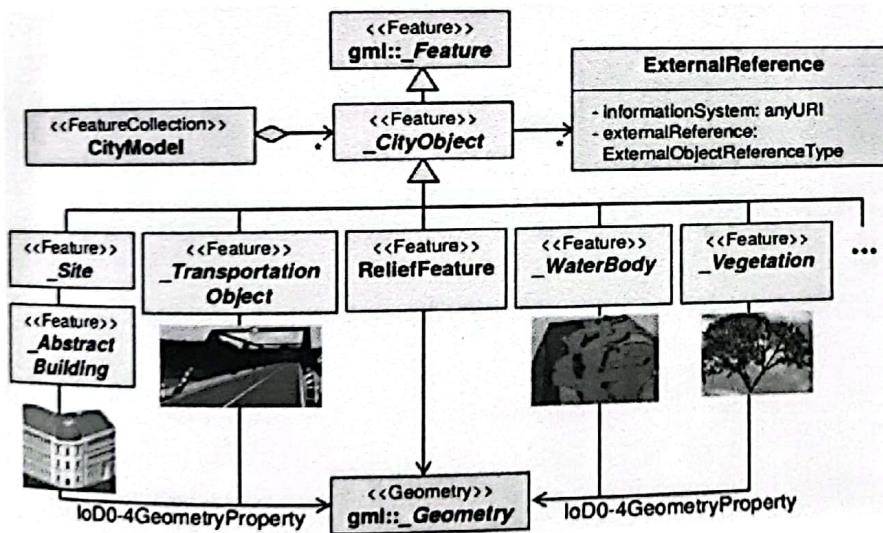 <<Feature>>
gml::_Feature
<<FeatureCollection>>
CityModel
*
<<Feature>>
_CityObject
*
ExternalReference
- informationSystem: anyURI
- externalReference:
ExternalObjectReferenceType
<<Feature>>
_Site
<<Feature>>
_Transportation
Object
<<Feature>>
ReliefFeature
<<Feature>>
_WaterBody
<<Feature>>
_Vegetation
...
<<Feature>>
_Abstract
Building
loD0-4GeometryProperty
<<Geometry>>
gml::_Geometry
loD0-4GeometryProperty